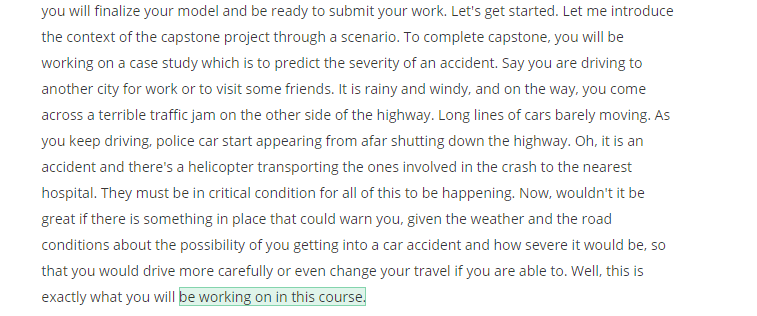 you will finalize your model and be ready to submit your work. Let's get started. Let me introduce
the context of the capstone project through a scenario. To complete capstone, you will be
working on a case study which is to predict the severity of an accident. Say you are driving to
another city for work or to visit some friends. It is rainy and windy, and on the way, you come
across a terrible traffic jam on the other side of the highway. Long lines of cars barely moving. As
you keep driving, police car start appearing from afar shutting down the highway. Oh, it is an
accident and there's a helicopter transporting the ones involved in the crash to the nearest
hospital. They must be in critical condition for all of this to be happening. Now, wouldn't it be
great if there is something in place that could warn you, given the weather and the road
conditions about the possibility of you getting into a car accident and how severe it would be, so
that you would drive more carefully or even change your travel if you are able to. Well, this is
exactly what you will be working on in this course.